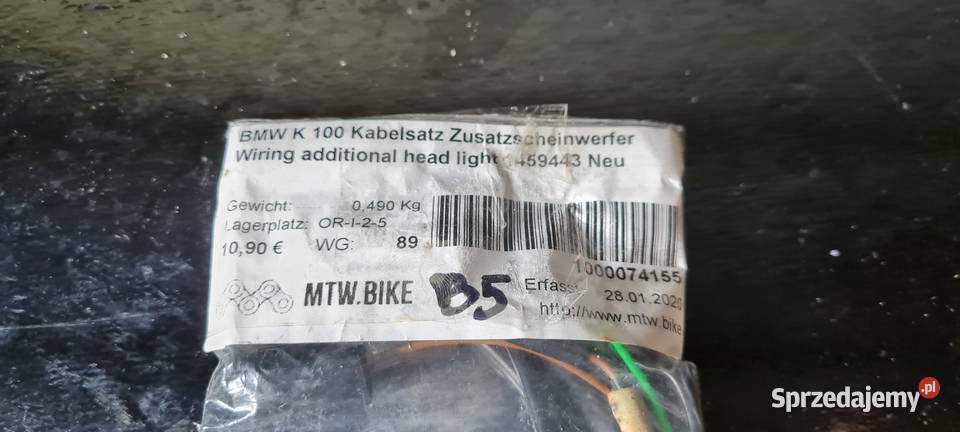 BMW K 100 Kabelsatz Zusatzscheinwerfer
Wiring additional head light 459443 Neu
Gewicht: 0,490 Kg
Lagerplatz: OR-I-2-5
10,90 € WG: 89
1000074155
MTW.BIKE B5
28.01.2020
http://www.mtw.bike
Sprzedajemy.pl